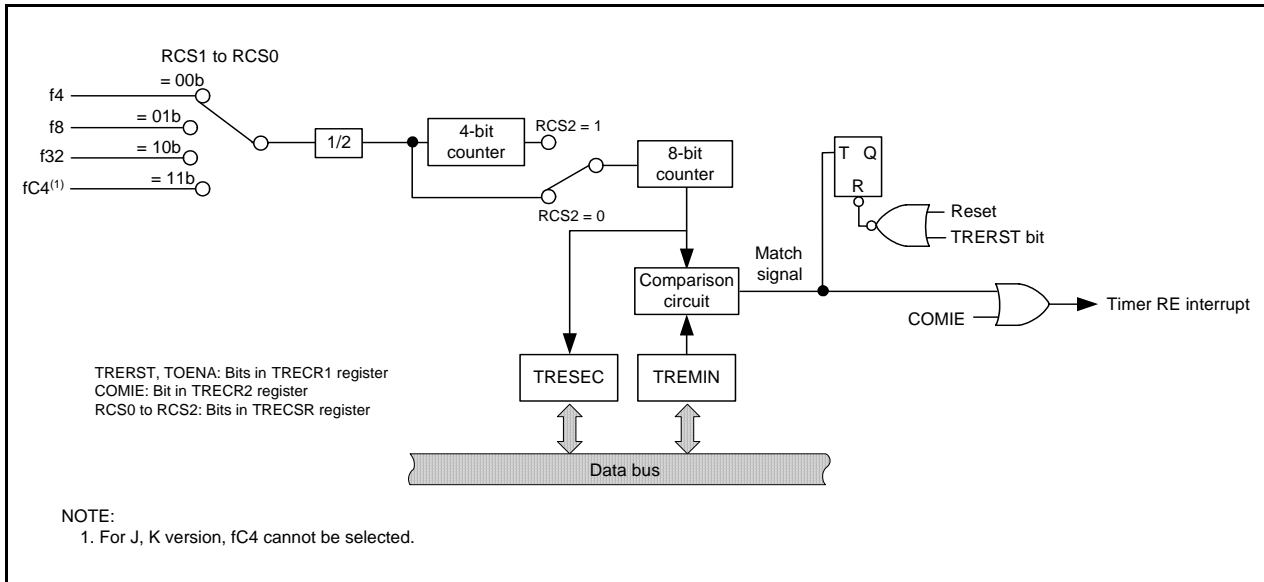 RCS1 to RCS0
= 00b
f4
= 01b
f8
= 10b
f32
= 11b
fC4(1)
1/2
4-bit
counter
RCS2 = 1
RCS2 = 0
8-bit
counter
T Q
R
Reset
TRERST bit
Match
signal
Comparison
circuit
COMIE
Timer RE interrupt
TRESEC
TREMIN
TRERST, TOENA: Bits in TRECR1 register
COMIE: Bit in TRECR2 register
RCS0 to RCS2: Bits in TRECSR register
Data bus
NOTE:
1. For J, K version, fC4 cannot be selected.